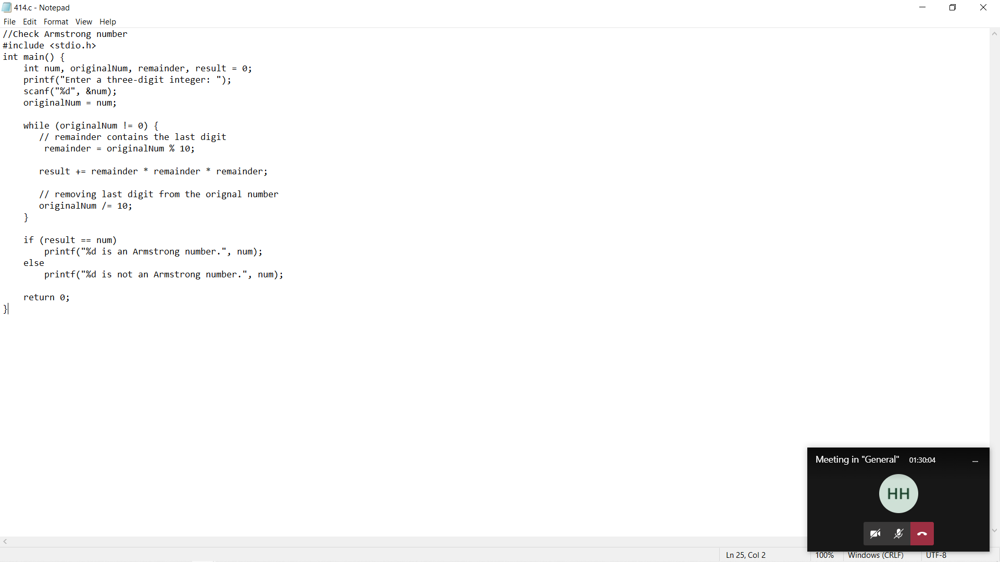 414.c - Notepad
File Edit Format View Help
//Check Armstrong number
#include <stdio.h>
int main() {
    int num, originalNum, remainder, result = 0;
    printf("Enter a three-digit integer: ");
    scanf("%d", &num);
    originalNum = num;
    while (originalNum != 0) {
       // remainder contains the last digit
        remainder = originalNum % 10;
       result += remainder * remainder * remainder;
       // removing last digit from the orignal number
       originalNum /= 10;
    }
    if (result == num)
        printf("%d is an Armstrong number.", num);
    else
        printf("%d is not an Armstrong number.", num);
    return 0;
}
Meeting in "General" 01:30:04
HH
Ln 25, Col 2 100% Windows (CRLF) UTF-8